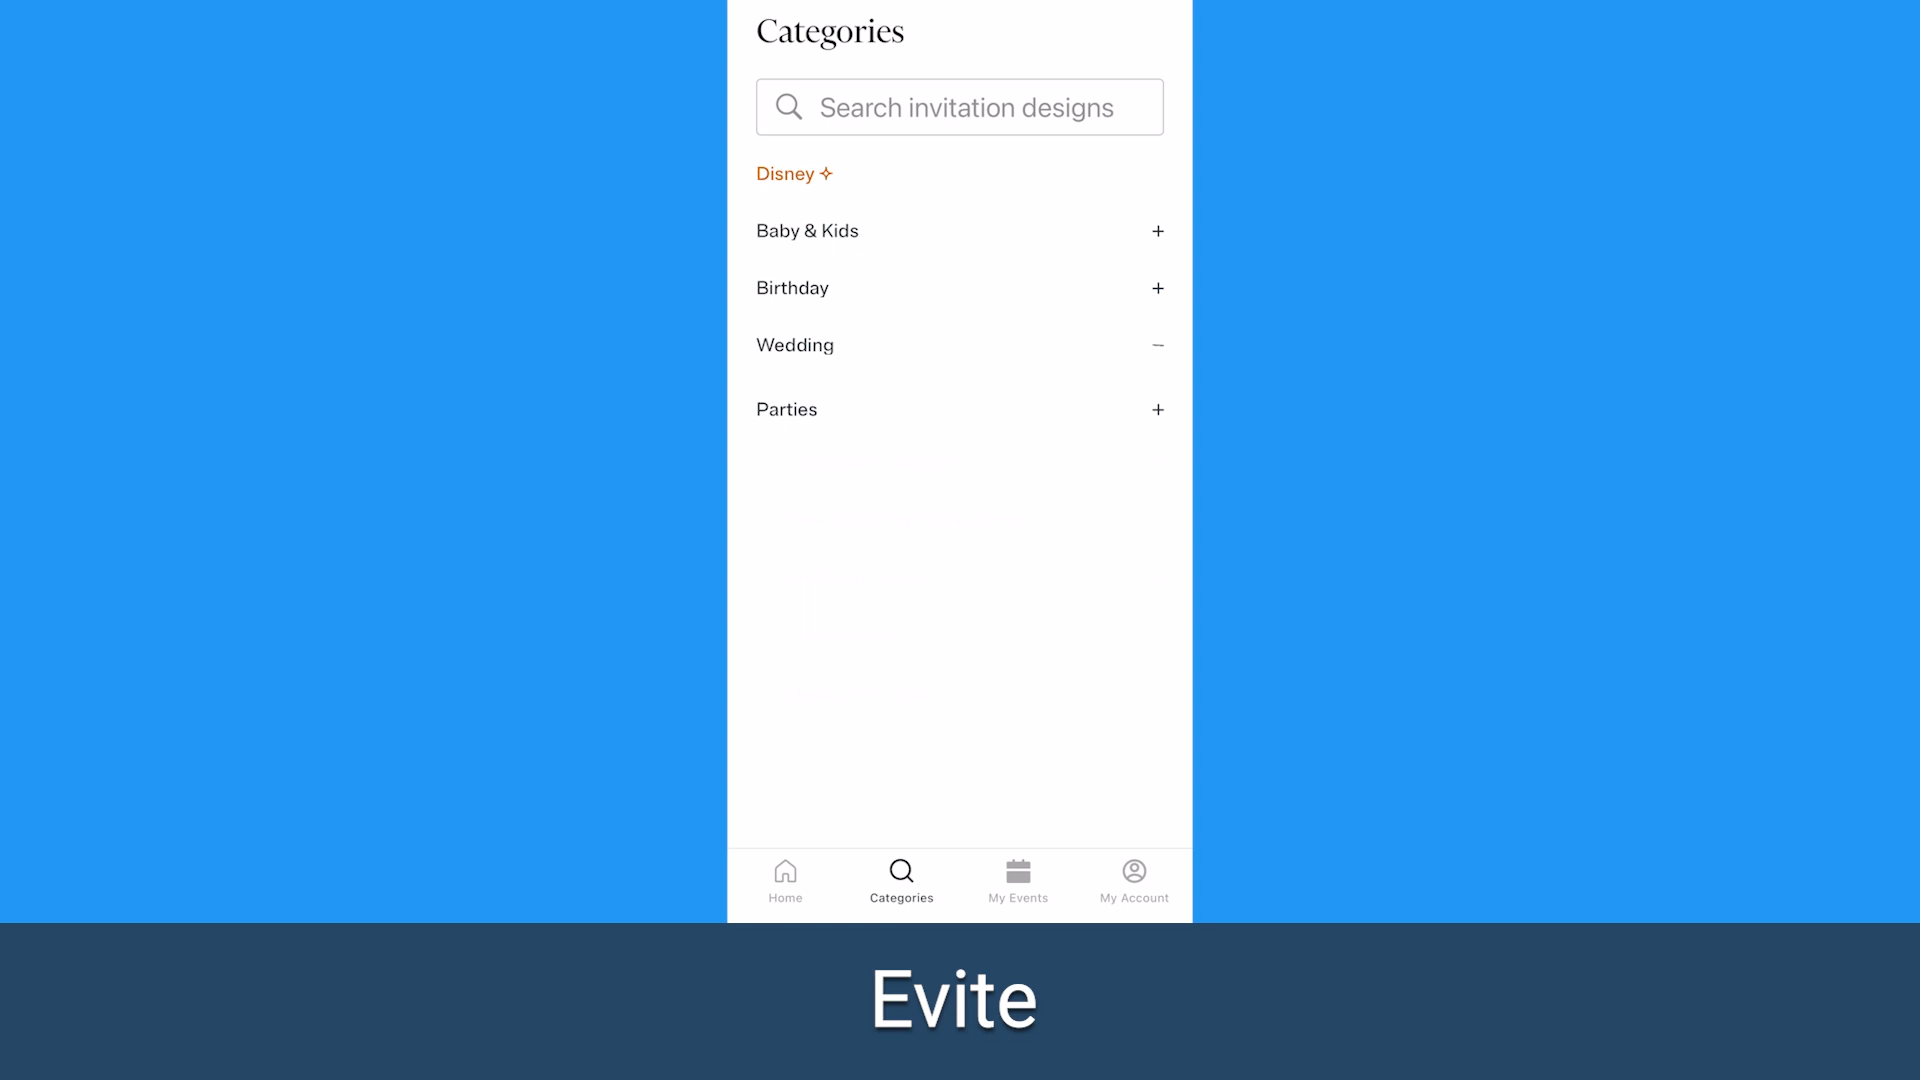 Categories
Search invitation designs
Disney
Baby & Kids
Birthday
Wedding
Parties
Home
Categories
My Events
My Account
Evite